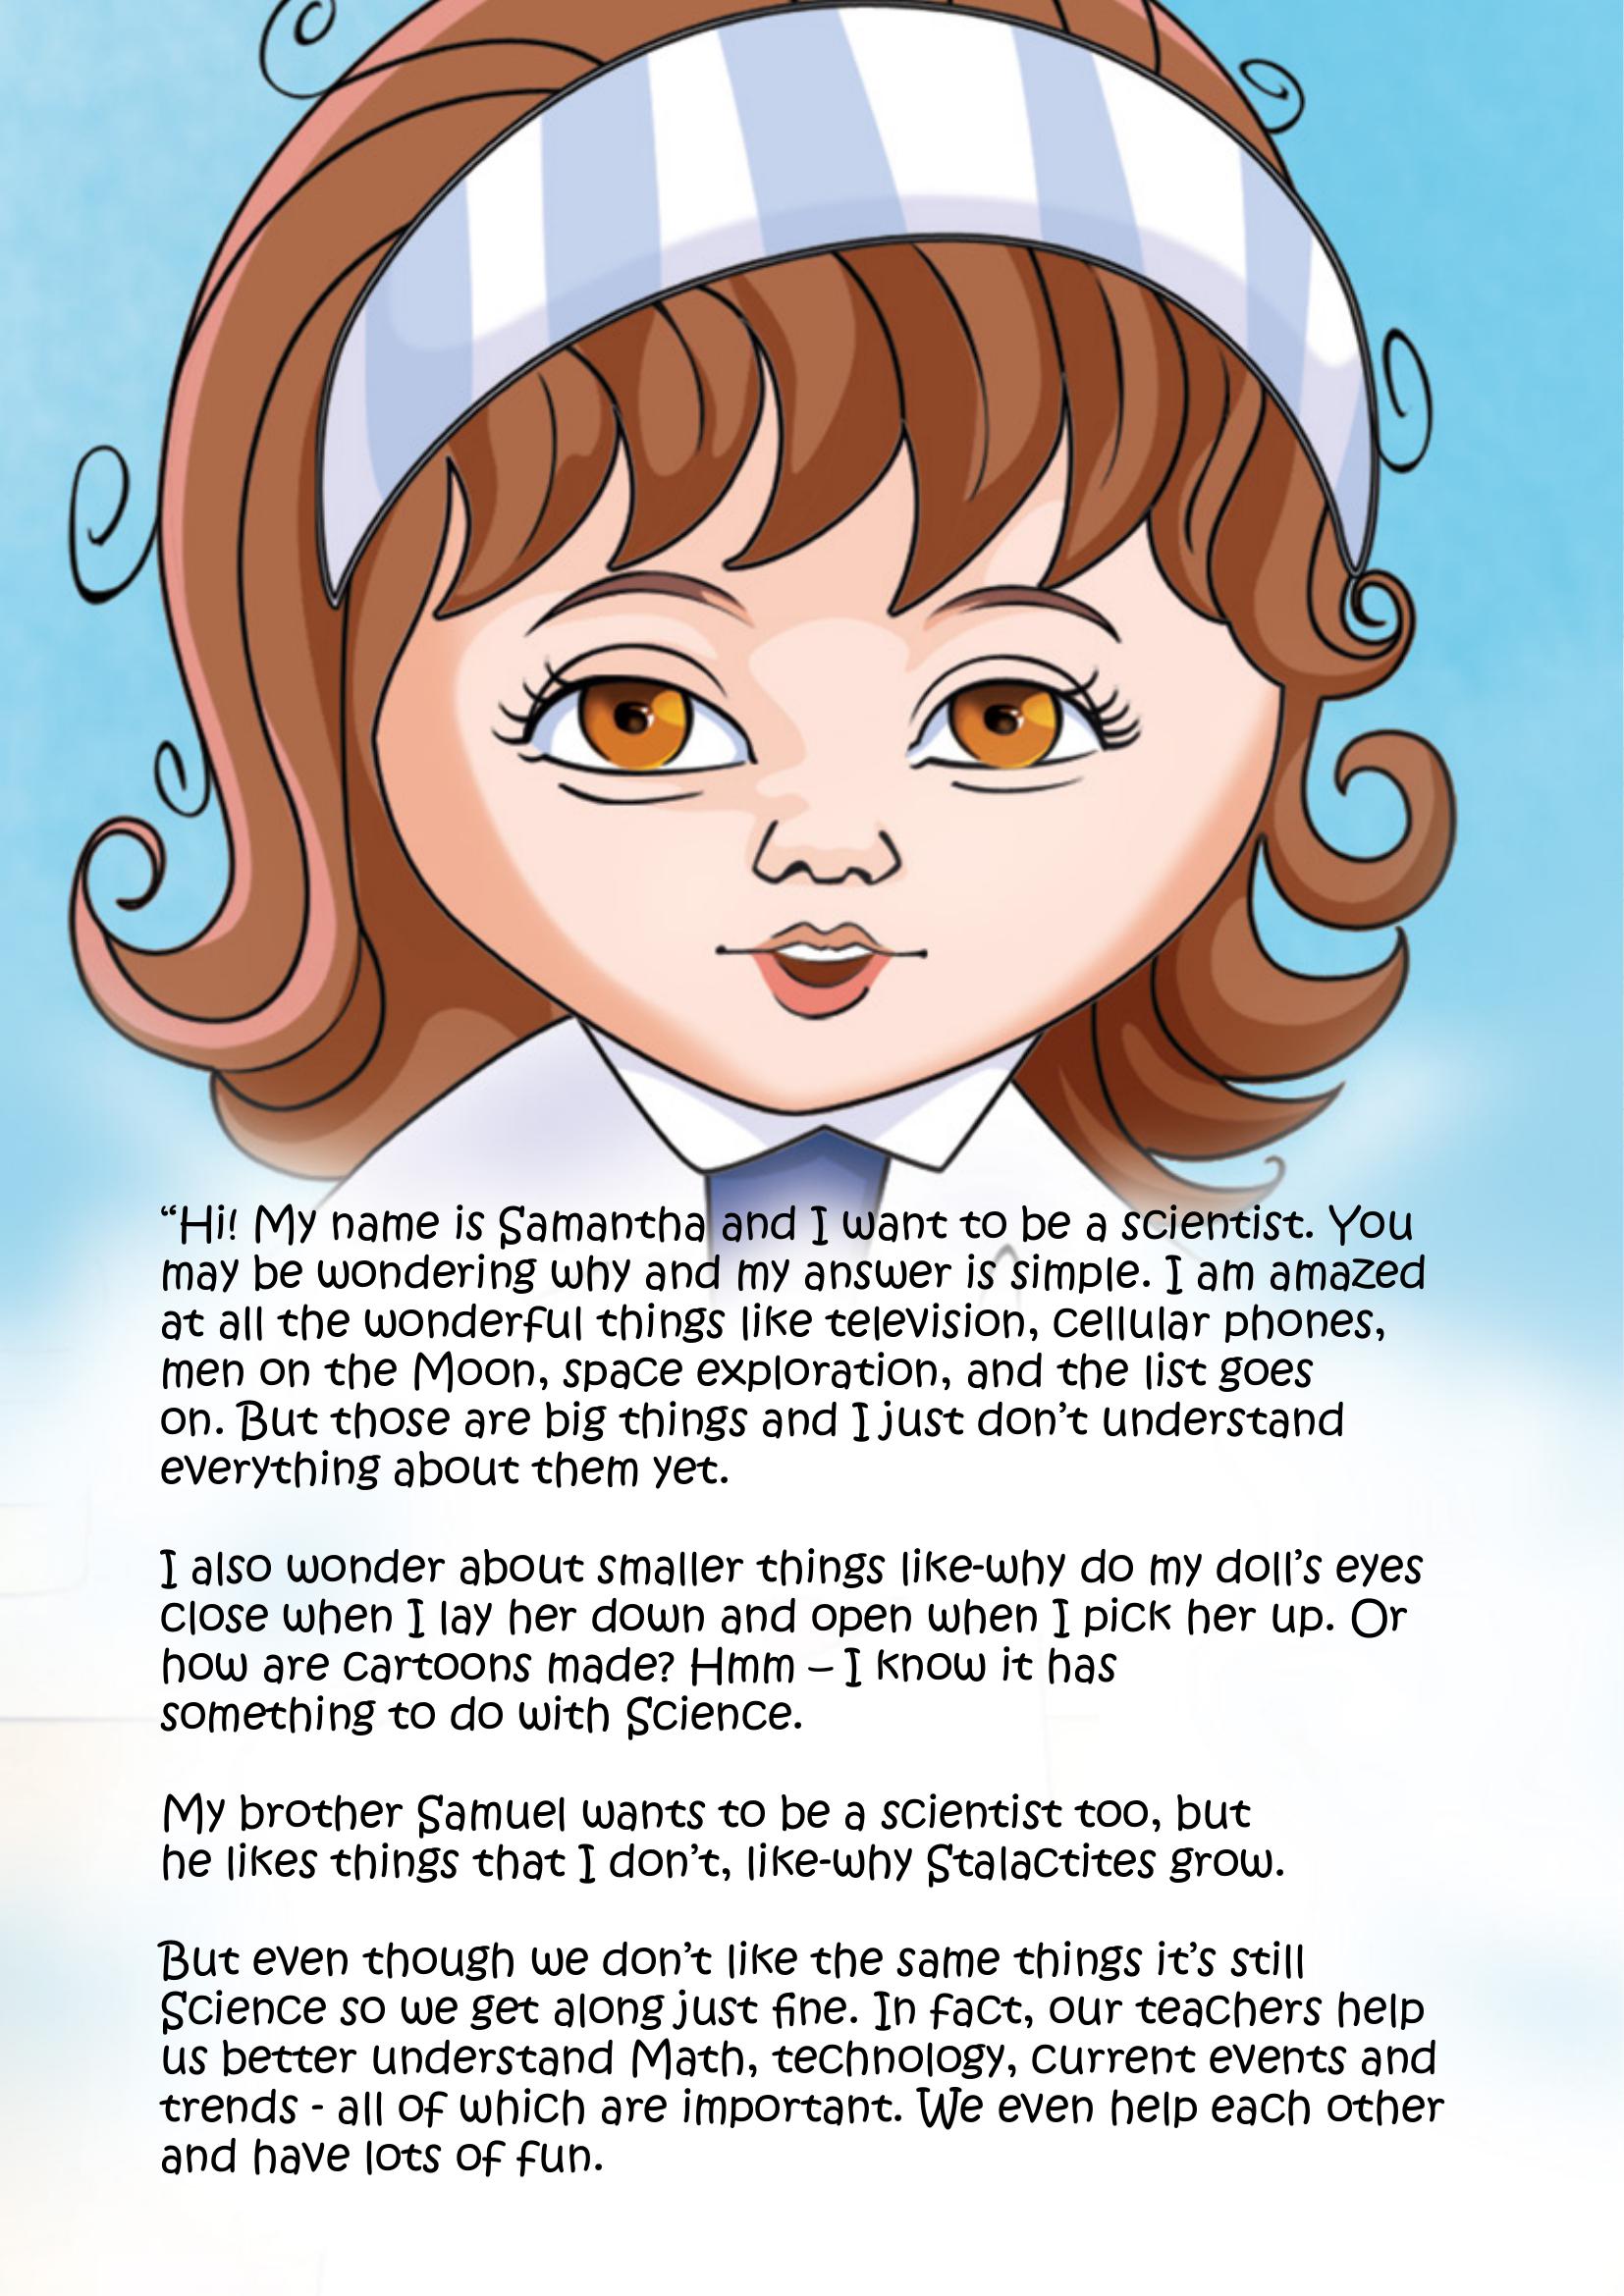 “Hi! My name is Samantha and I want to be a scientist. You
may be wondering why and my answer is simple. I am amazed
at all the wonderful things like television, cellular phones,
men on the Moon, space exploration, and the list goes
on. But those are big things and I just don’t understand
everything about them yet.
I also wonder about smaller things like-why do my doll’s eyes
close when I lay her down and open when I pick her up. Or
how are cartoons made? Hmm – I know it has
something to do with Science.
My brother Samuel wants to be a scientist too, but
he likes things that I don’t, like-why Stalactites grow.
But even though we don’t like the same things it’s still
Science so we get along just fine. In fact, our teachers help
us better understand Math, technology, current events and
trends - all of which are important. We even help each other
and have lots of fun.